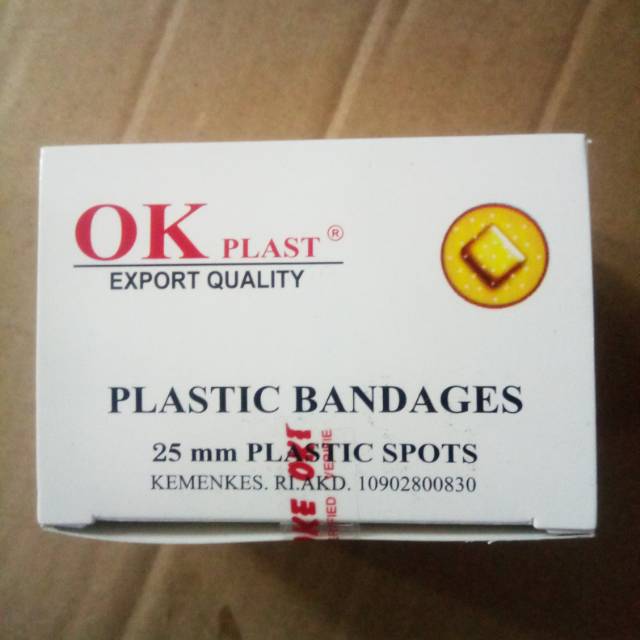 OK PLAST ®
EXPORT QUALITY
PLASTIC BANDAGES
25 mm PLASTIC SPOTS
KEMENKES. RI.AKD. 10902800830